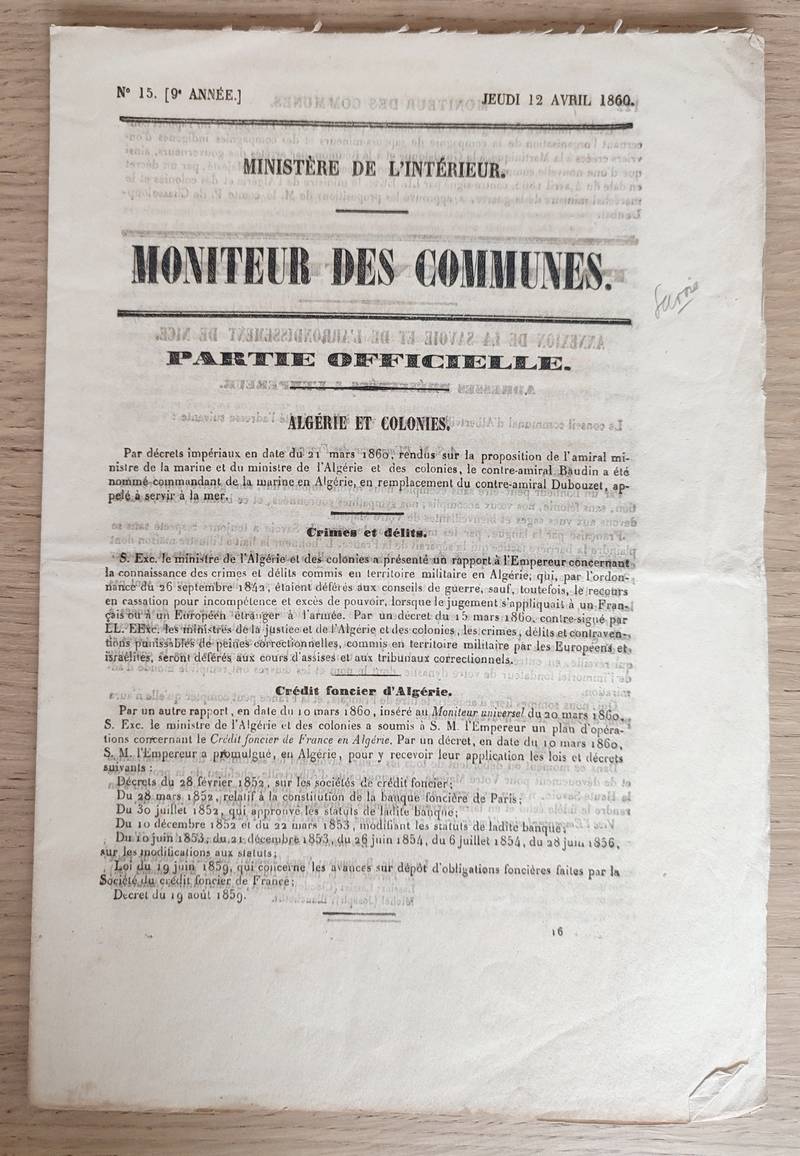 N° 15. [9e ANNÉE.]
JEUDI 12 AVRIL 1860.
MINISTÈRE DE L'INTÉRIEUR.
MONITEUR DES COMMUNES.
Savoie
PARTIE OFFICIELLE.
ALGÉRIE ET COLONIES.
Par décrets impériaux en date du 21 mars 1860, rendus sur la proposition de l'amiral mi-
nistre de la marine et du ministre de l'Algérie et des colonies, le contre-amiral Baudin a été
nommé commandant de la marine en Algérie, en remplacement du contre-amiral Dubouzet, ap-
pelé à servir à la mer.
Crimes et délits.
S. Exc. le ministre de l'Algérie et des colonies a présenté un rapport à l'Empereur concernant
la connaissance des crimes et délits commis en territoire militaire en Algérie, qui, par l'ordon-
nance du 26 septembre 1842, étaient déférés aux conseils de guerre, sauf, toutefois, le recours
en cassation pour incompétence et excès de pouvoir, lorsque le jugement s'appliquait à un Fran-
çais ou à un Européen étranger à l'armée. Par un décret du 15 mars 1860, contre-signé par
LL. EExc. les ministres de la justice et de l'Algérie et des colonies, les crimes, délits et contraven-
tions punissables de peines correctionnelles, commis en territoire militaire par les Européens et
israélites, seront déférés aux cours d'assises et aux tribunaux correctionnels.
Crédit foncier d'Algérie.
Par un autre rapport, en date du 10 mars 1860, inséré au Moniteur universel du 20 mars 1860,
S. Exc. le ministre de l'Algérie et des colonies a soumis à S. M. l'Empereur un plan d'opéra-
tions concernant le Crédit foncier de France en Algérie. Par un décret, en date du 10 mars 1860,
S. M. l'Empereur a promulgué, en Algérie, pour y recevoir leur application les lois et décrets
suivants :
Décrets du 28 février 1852, sur les sociétés de crédit foncier;
Du 28 mars 1852, relatif à la constitution de la banque foncière de Paris;
Du 30 juillet 1852, qui approuve les statuts de ladite banque;
Du 10 décembre 1852 et du 22 mars 1853, modifiant les statuts de ladite banque;
Du 10 juin 1853, du 21 décembre 1853, du 26 juin 1854, du 6 juillet 1854, du 28 juin 1856,
sur les modifications aux statuts;
Loi du 19 juin 1859, qui concerne les avances sur dépôt d'obligations foncières faites par la
Société du crédit foncier de France;
Décret du 19 août 1859.
16